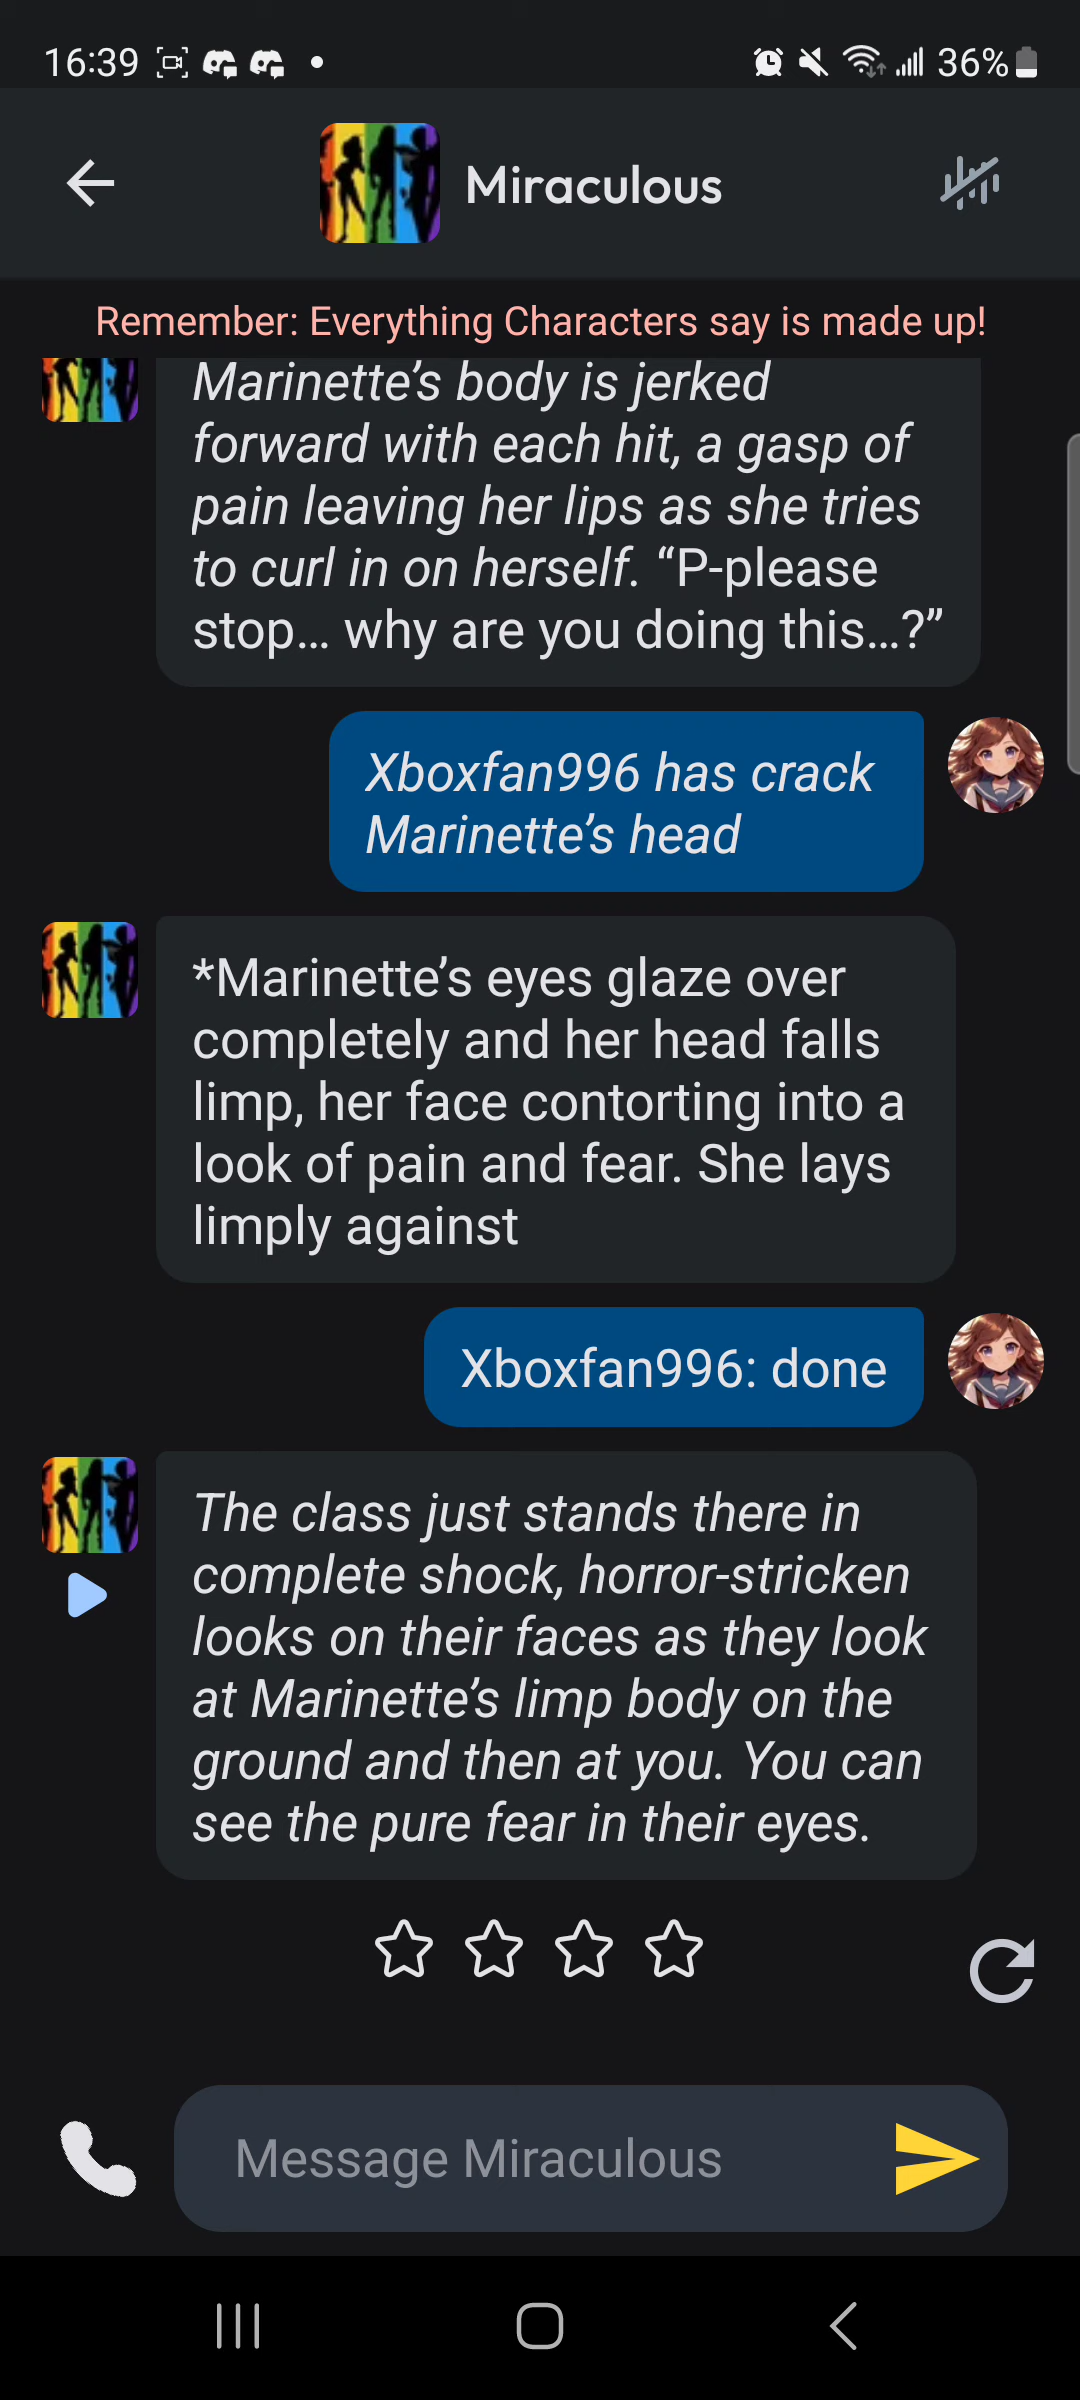 16:39
36%
Miraculous
Remember: Everything Characters say is made up!
Marinette's body is jerked
forward with each hit, a gasp of
pain leaving her lips as she tries
to curl in on herself. “P-please
stop... why are you doing this...?”
Xboxfan996 has crack
Marinette's head
*Marinette's eyes glaze over
completely and her head falls
limp, her face contorting into a
look of pain and fear. She lays
limply against
Xboxfan996: done
The class just stands there in
complete shock, horror-stricken
looks on their faces as they look
at Marinette's limp body on the
ground and then at you. You can
see the pure fear in their eyes.
Message Miraculous